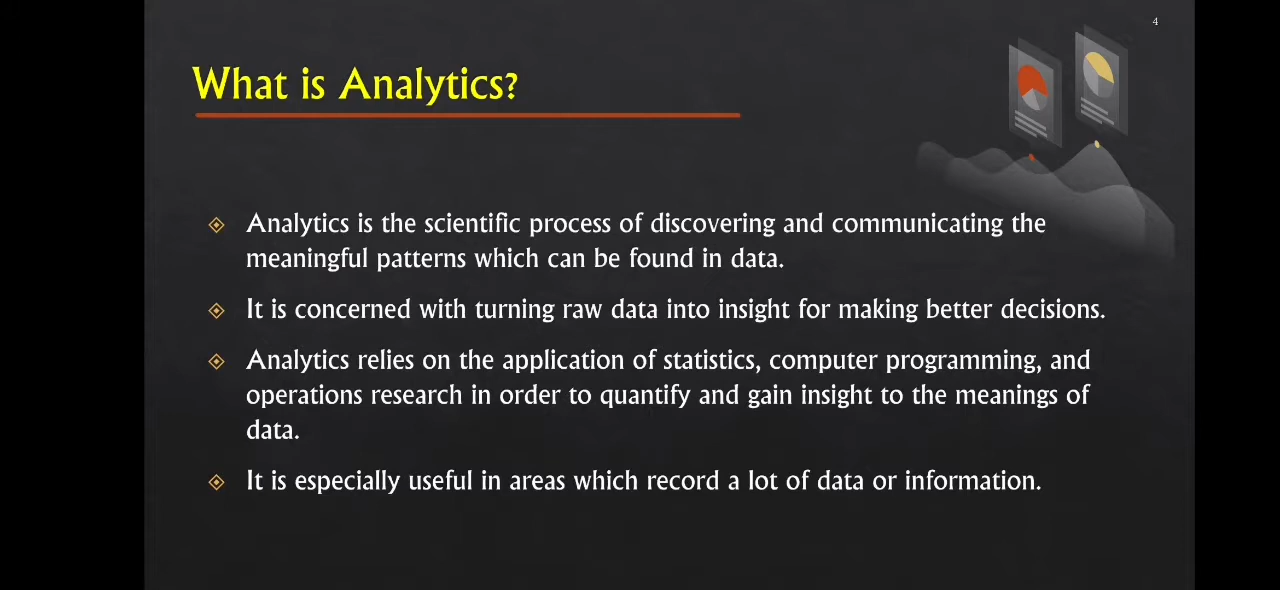 4
What is Analytics?
Analytics is the scientific process of discovering and communicating the
meaningful patterns which can be found in data.
It is concerned with turning raw data into insight for making better decisions.
Analytics relies on the application of statistics, computer programming, and
operations research in order to quantify and gain insight to the meanings of
data.
It is especially useful in areas which record a lot of data or information.